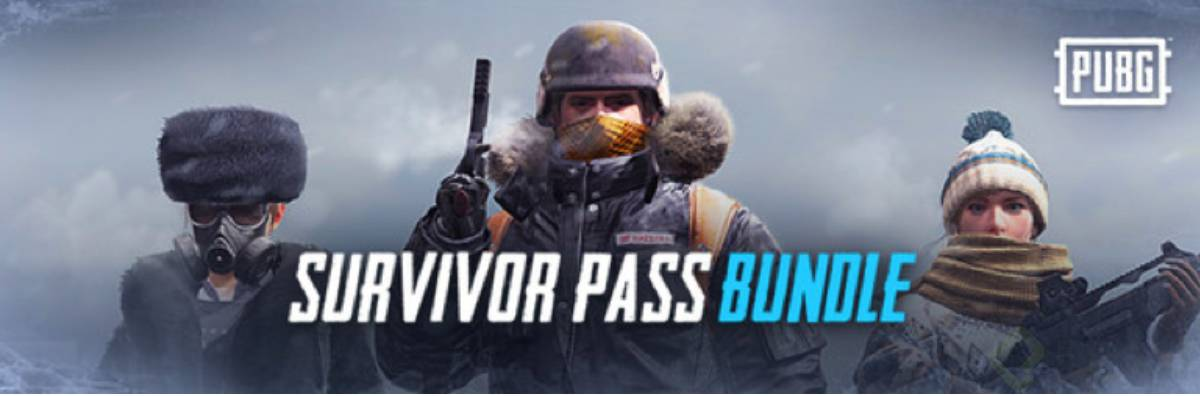 PUBG
SURVIVOR PASS BUNDLE